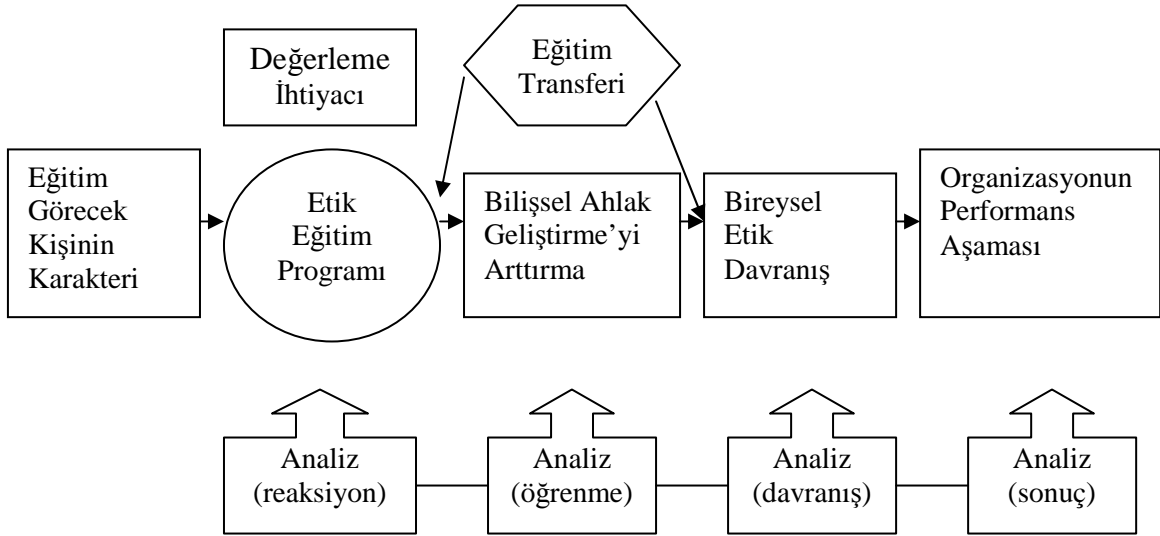 Değerleme
İhtiyacı
Eğitim
Transferi
Eğitim
Görecek
Kişinin
Karakteri
Etik
Eğitim
Programı
Bilişsel Ahlak
Geliştirme’yi
Arttırma
Bireysel
Etik
Davranış
Organizasyonun
Performans
Aşaması
Analiz
(reaksiyon)
Analiz
(öğrenme)
Analiz
(davranış)
Analiz
(sonuç)